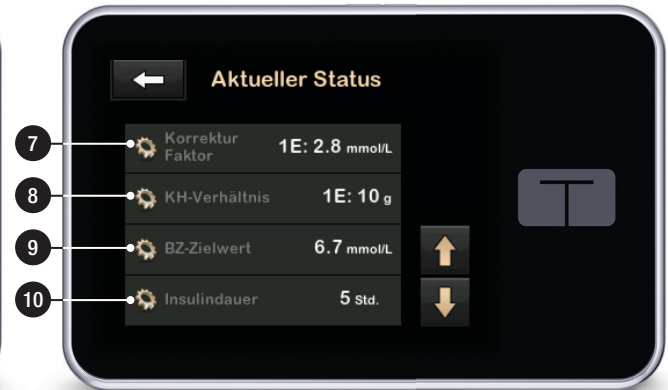 Aktueller Status
7
Korrektur
Faktor
1E: 2.8 mmol/L
8
KH-Verhältnis
1E: 10 g
9
BZ-Zielwert
6.7 mmol/L
10
Insulindauer
5 Std.